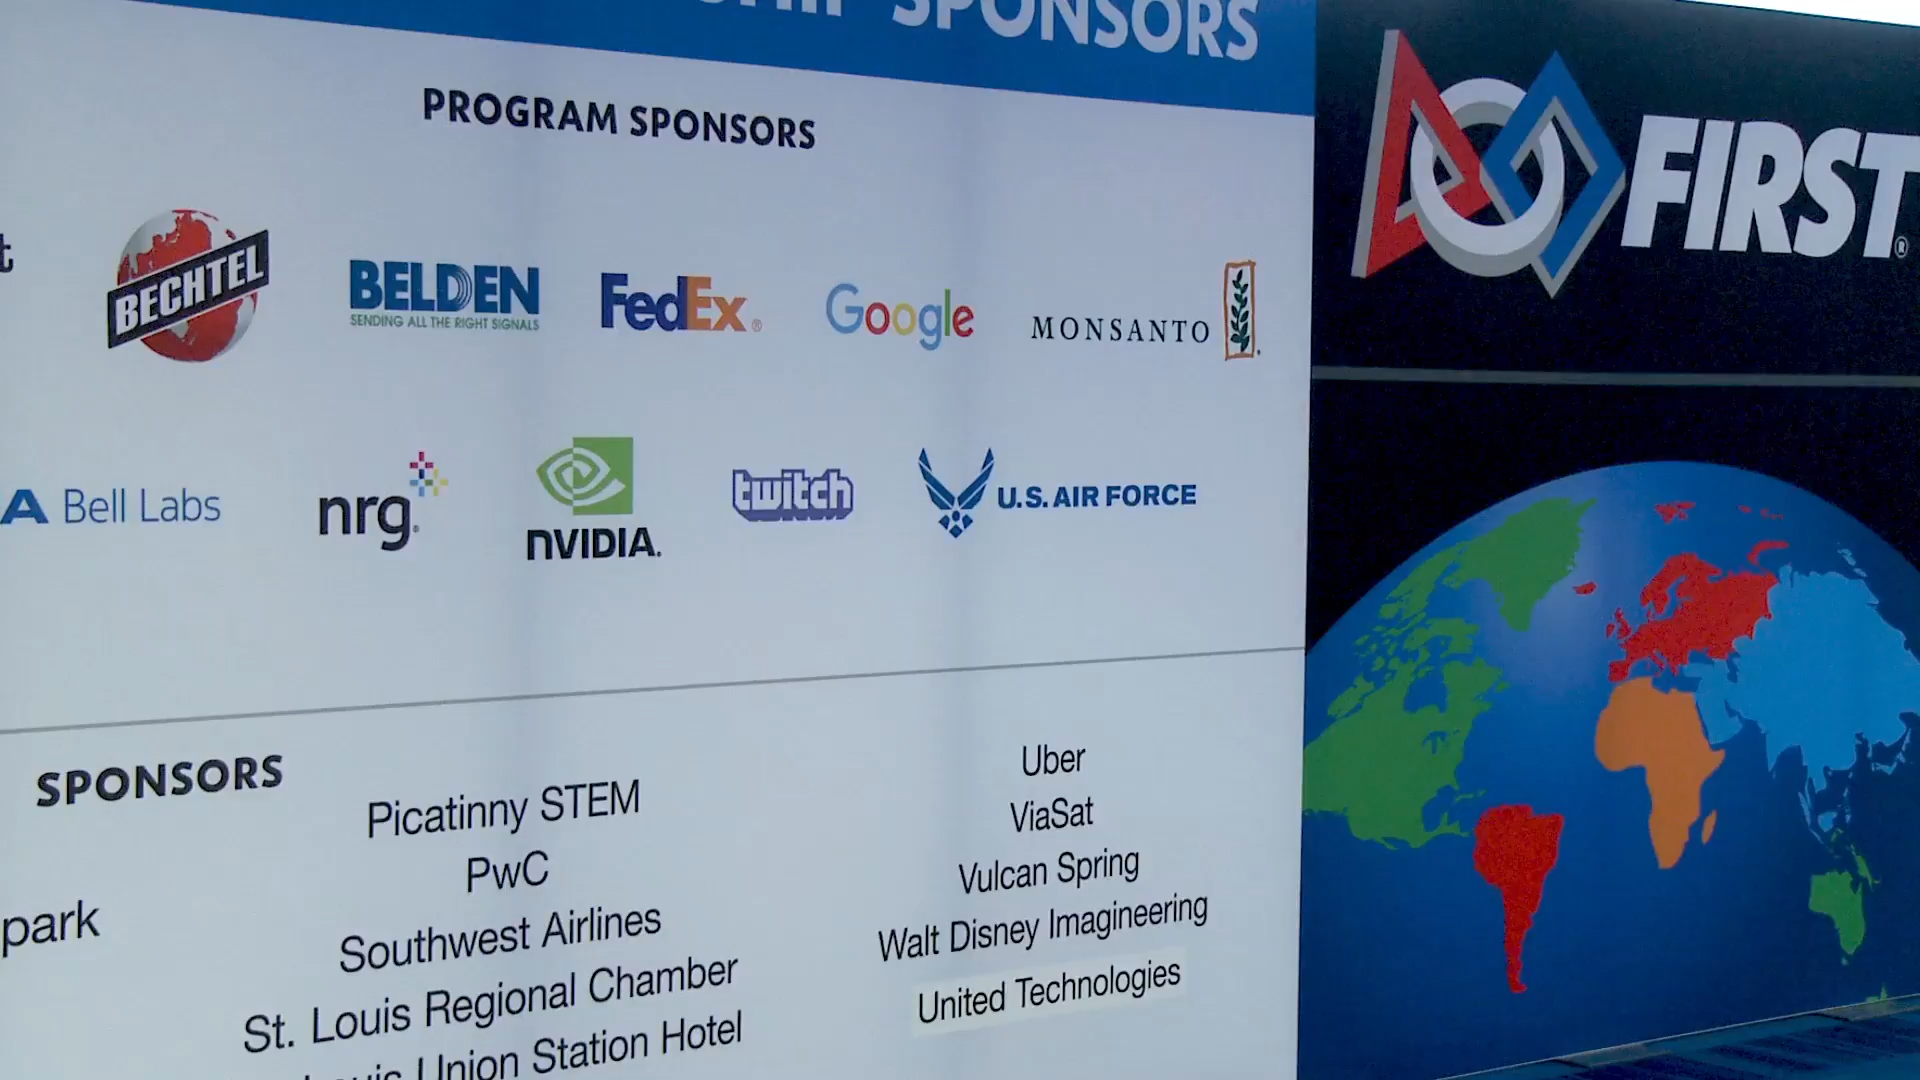 SPONSORS
PROGRAM SPONSORS
FIRST®
BECHTEL
BELDEN
SENDING ALL THE RIGHT SIGNALS
FedEx®
Google
MONSANTO
Bell Labs
nrg®
NVIDIA.
twitch
U.S. AIR FORCE
SPONSORS
park
Picatinny STEM
PwC
Southwest Airlines
St. Louis Regional Chamber
Union Station Hotel
Uber
ViaSat
Vulcan Spring
Walt Disney Imagineering
United Technologies